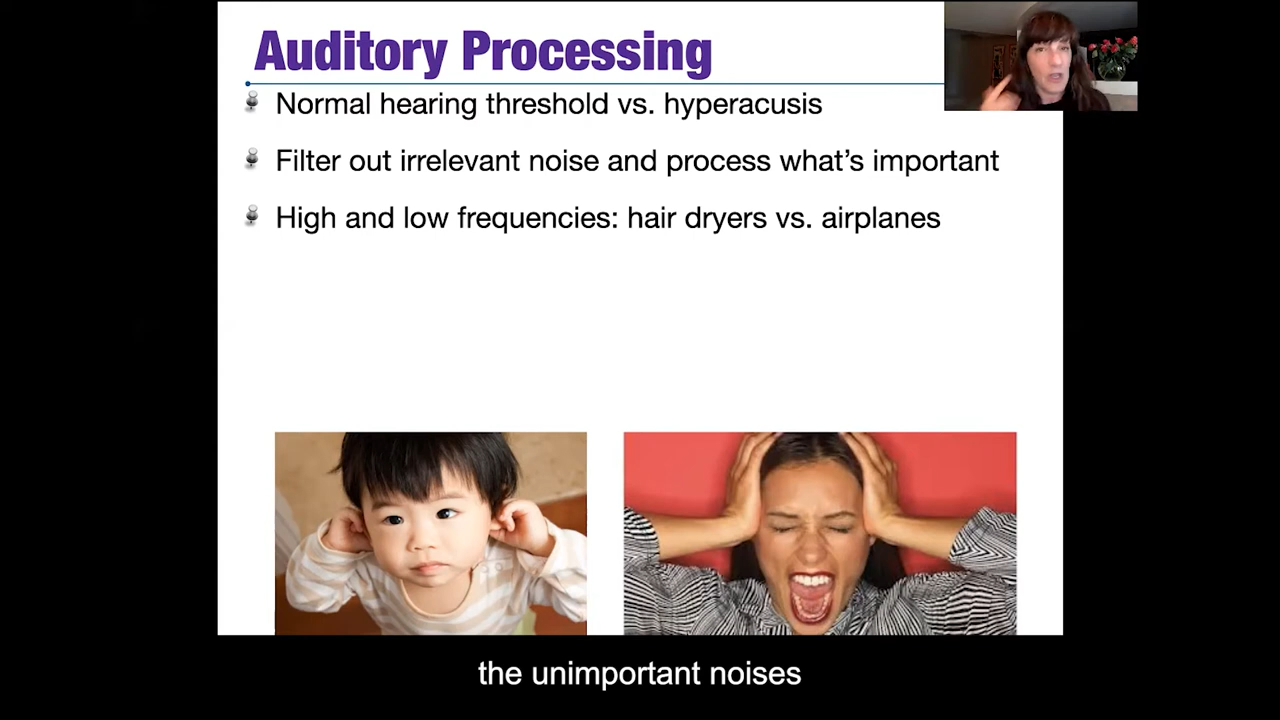 Auditory Processing
Normal hearing threshold vs. hyperacusis
Filter out irrelevant noise and process what's important
High and low frequencies: hair dryers vs. airplanes
the unimportant noises